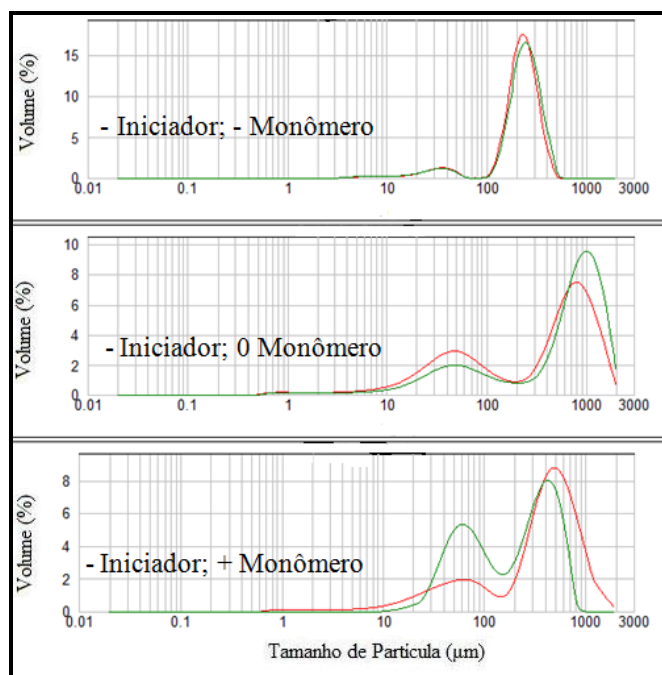 Volume (%)
15
10
5
0
- Iniciador; - Monômero
0.01 0.1 1 10 100 1000 3000
Volume (%)
10
8
6
4
2
0
- Iniciador; 0 Monômero
0.01 0.1 1 10 100 1000 3000
Volume (%)
8
6
4
2
0
- Iniciador; + Monômero
0.01 0.1 1 10 100 1000 3000
Tamanho de Partícula (µm)